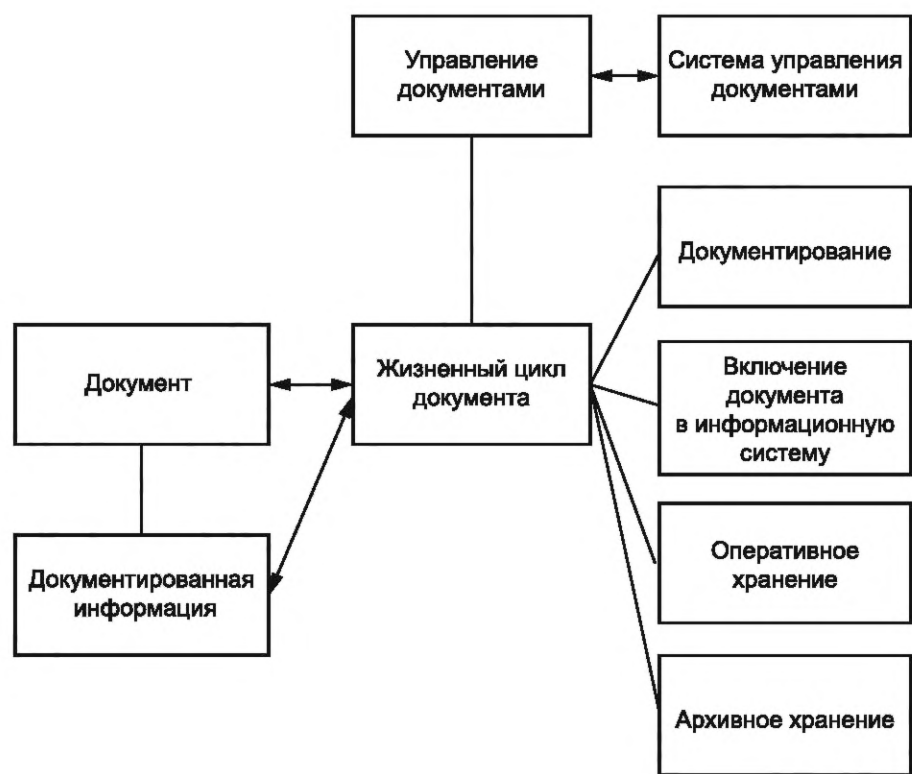 Управление
документами
Система управления
документами
Документирование
Документ
Жизненный цикл
документа
Включение
документа
в информационную
систему
Документированная
информация
Оперативное
хранение
Архивное хранение